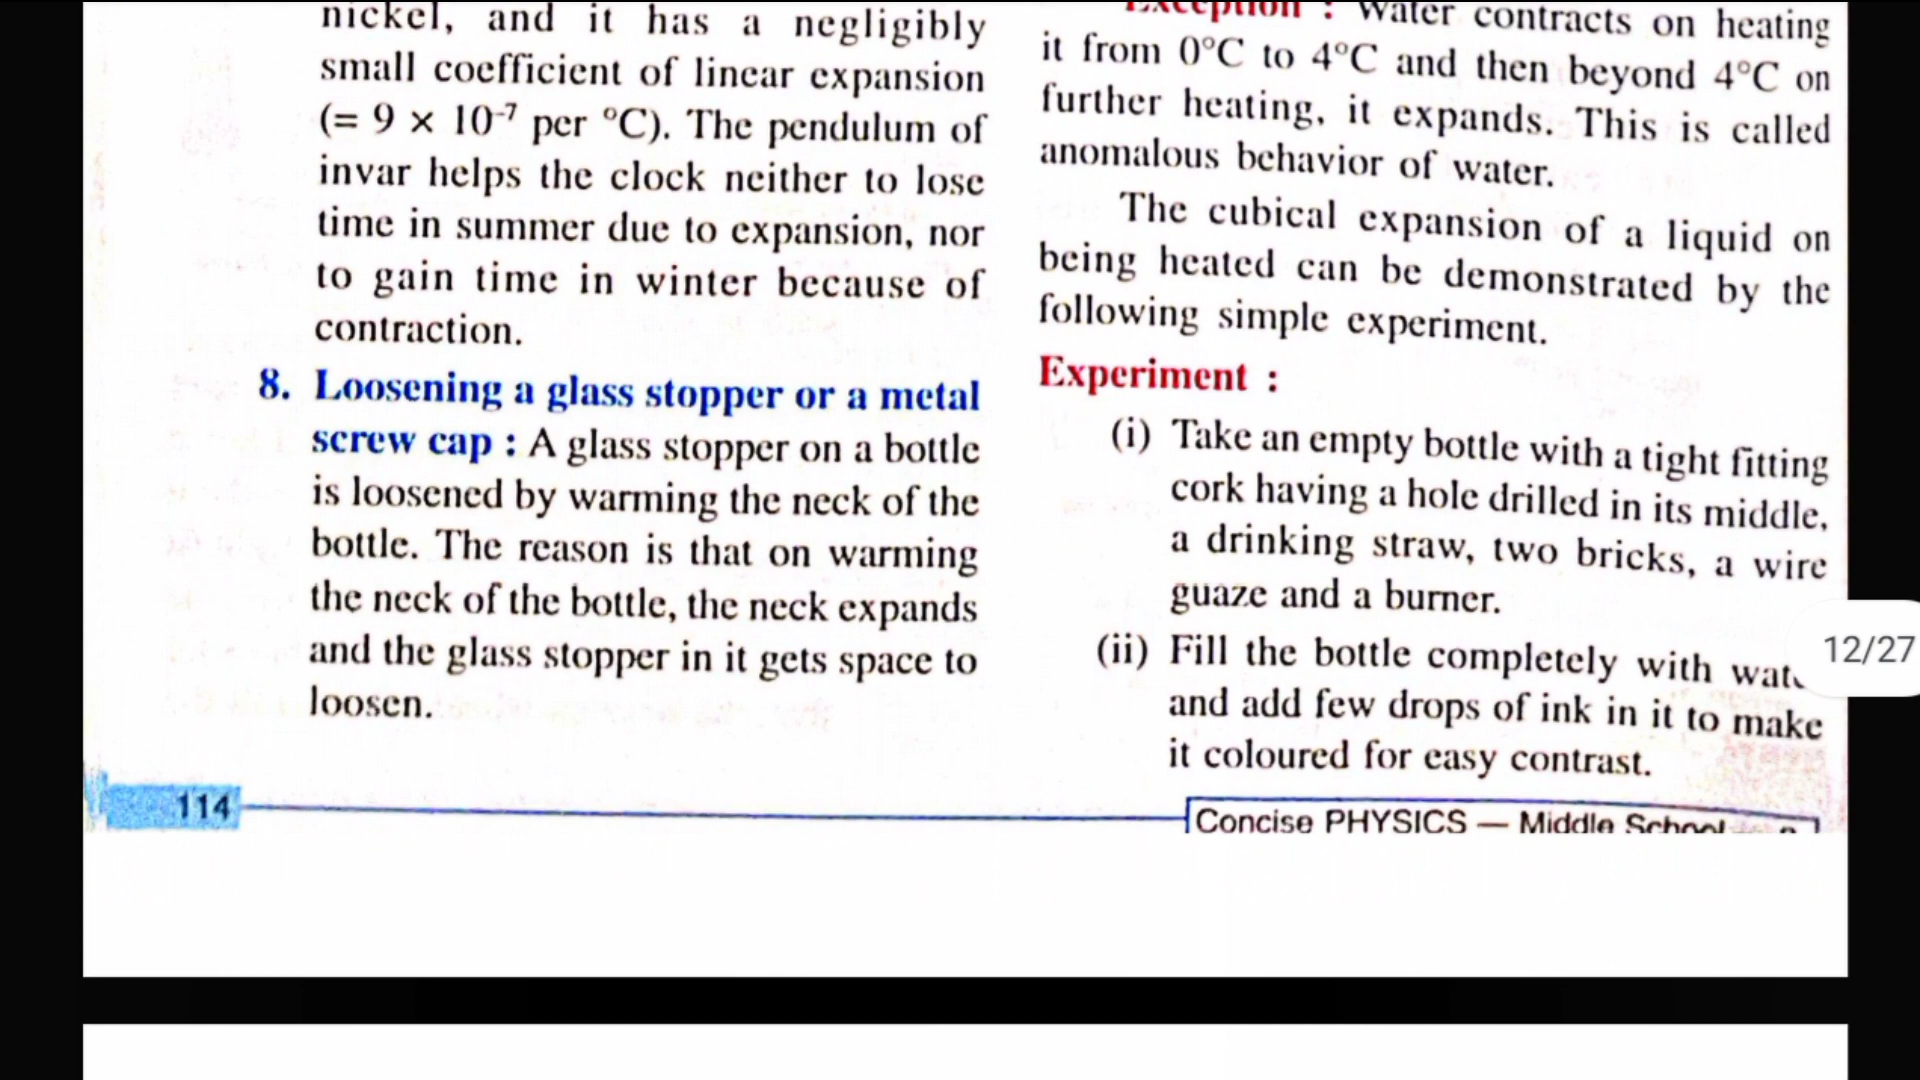 nickel, and it has a negligibly
small coefficient of linear expansion
(= 9 × 10⁻⁷ per °C). The pendulum of
invar helps the clock neither to lose
time in summer due to expansion, nor
to gain time in winter because of
contraction.
8. Loosening a glass stopper or a metal
screw cap : A glass stopper on a bottle
is loosened by warming the neck of the
bottle. The reason is that on warming
the neck of the bottle, the neck expands
and the glass stopper in it gets space to
loosen.
114
Exception : Water contracts on heating
it from 0°C to 4°C and then beyond 4°C on
further heating, it expands. This is called
anomalous behavior of water.
The cubical expansion of a liquid on
being heated can be demonstrated by the
following simple experiment.
Experiment :
(i) Take an empty bottle with a tight fitting
cork having a hole drilled in its middle,
a drinking straw, two bricks, a wire
guaze and a burner.
(ii) Fill the bottle completely with
and add few drops of ink in it to make
it coloured for easy contrast.
Concise PHYSICS — Middle School
12/27